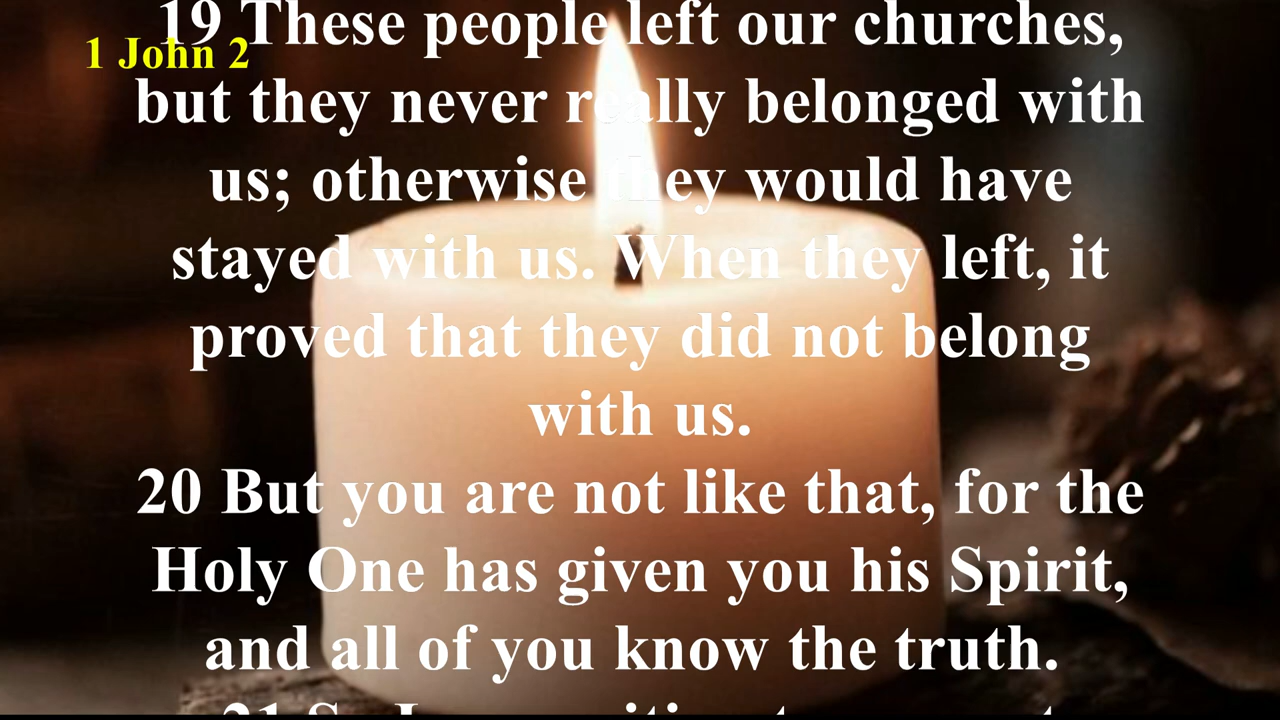 19 These people left our churches,
1 John 2
but they never really belonged with
us; otherwise they would have
stayed with us. When they left, it
proved that they did not belong
with us.
20 But you are not like that, for the
Holy One has given you his Spirit,
and all of you know the truth.
21 So I